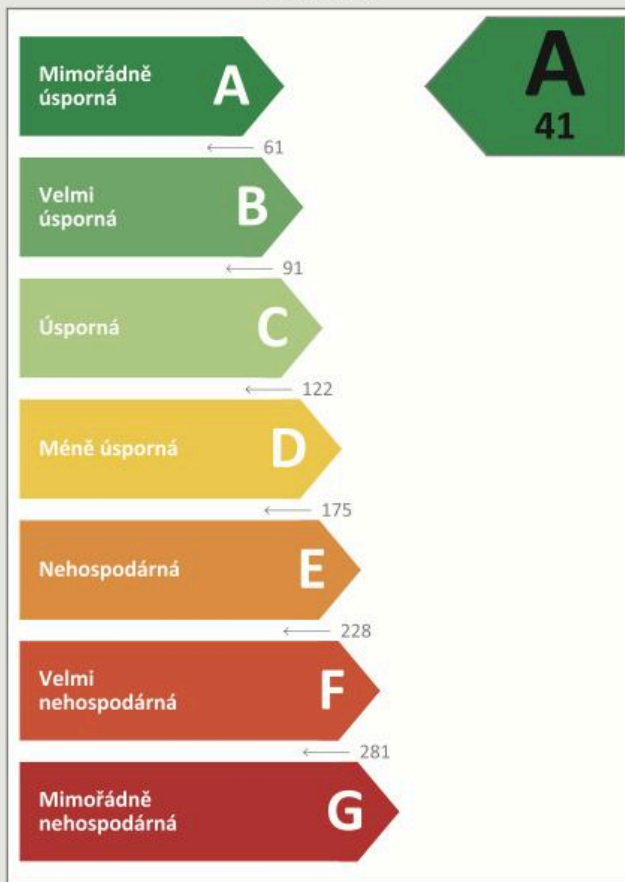 Mimořádně
úsporná
A
A
41
61
Velmi
úsporná
B
91
Úsporná
C
122
Méně úsporná
D
175
Nehospodárná
E
228
Velmi
nehospodárná
F
281
Mimořádně
nehospodárná
G